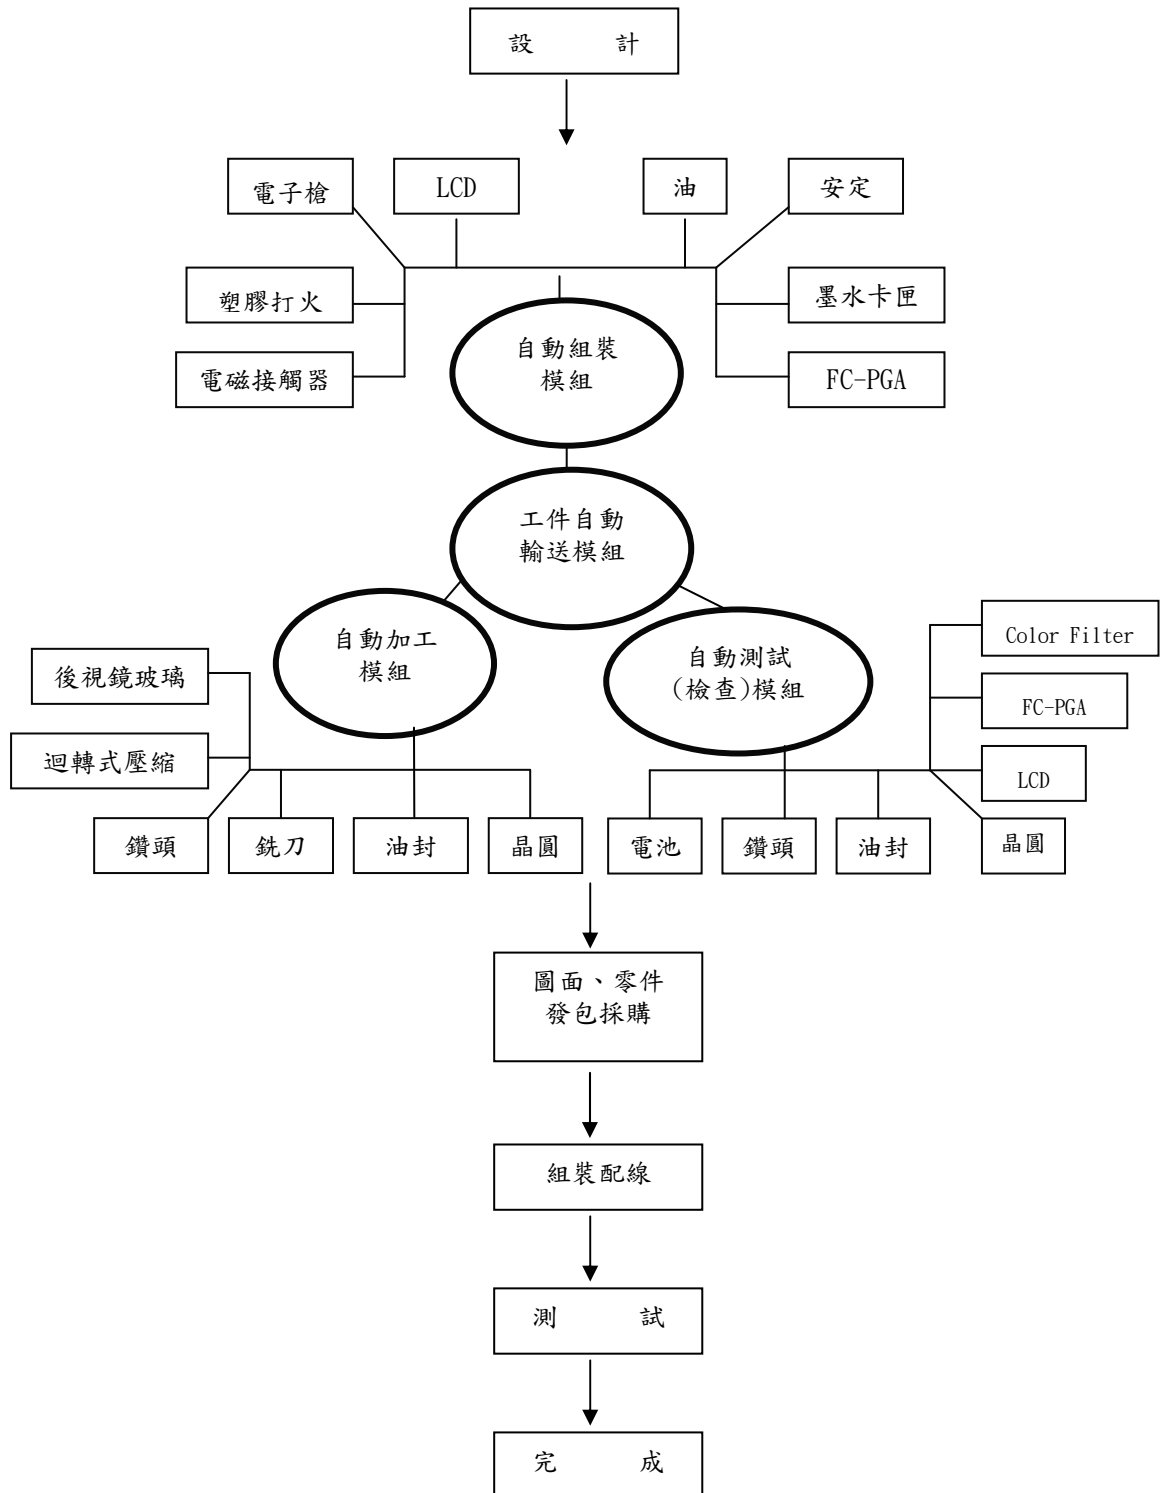 設 計
電子槍
LCD
油
安定
塑膠打火
墨水卡匣
電磁接觸器
FC-PGA
自動組裝
模組
工件自動
輸送模組
自動加工
模組
自動測試
(檢查)模組
後視鏡玻璃
迴轉式壓縮
Color Filter
FC-PGA
LCD
鑽頭
銑刀
油封
晶圓
電池
鑽頭
油封
晶圓
圖面、零件
發包採購
組裝配線
測 試
完 成